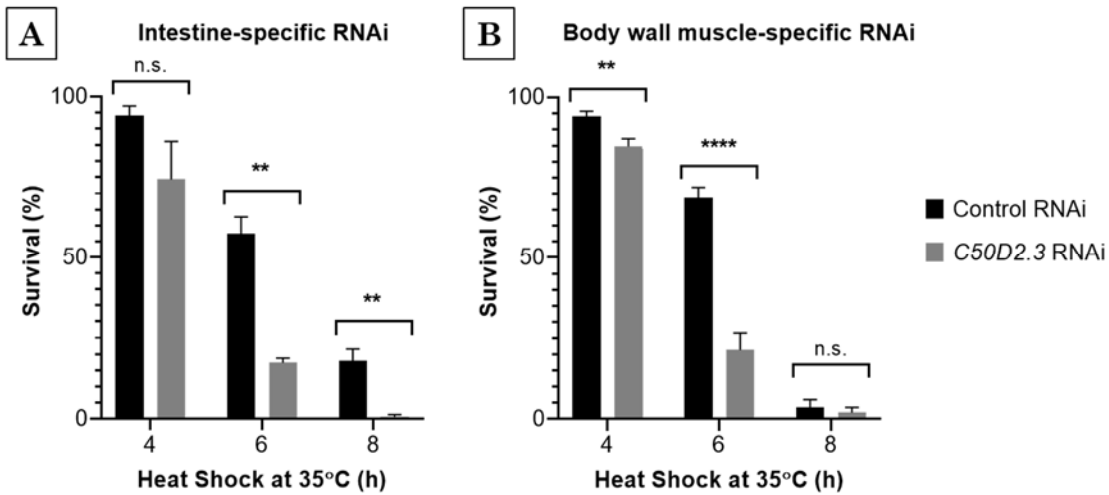 A
Intestine-specific RNAi
n.s.
**
**
100
50
0
Survival (%)
4 6 8
Heat Shock at 35°C (h)
B
Body wall muscle-specific RNAi
**
****
n.s.
100
50
0
Survival (%)
4 6 8
Heat Shock at 35°C (h)
Control RNAi
C50D2.3 RNAi